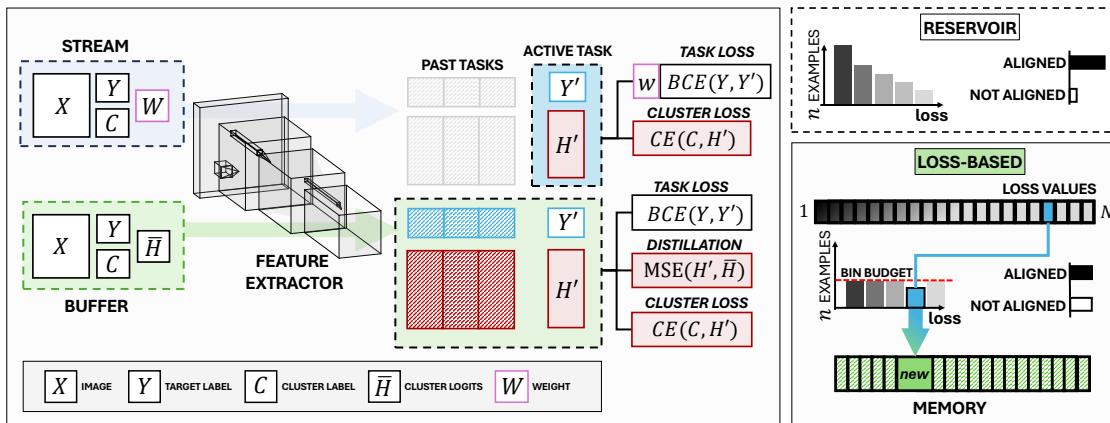 STREAM
X
Y
C
W
BUFFER
X
Y
C
H̅
FEATURE
EXTRACTOR
PAST TASKS
ACTIVE TASK
Y′
H′
TASK LOSS
w BCE(Y, Y′)
CLUSTER LOSS
CE(C, H′)
Y′
H′
TASK LOSS
BCE(Y, Y′)
DISTILLATION
MSE(H′, H̅)
CLUSTER LOSS
CE(C, H′)
X IMAGE
Y TARGET LABEL
C CLUSTER LABEL
H̅ CLUSTER LOGITS
W WEIGHT
RESERVOIR
n EXAMPLES
loss
ALIGNED
NOT ALIGNED
LOSS-BASED
LOSS VALUES
1
BIN BUDGET
n EXAMPLES
loss
ALIGNED
NOT ALIGNED
new
MEMORY